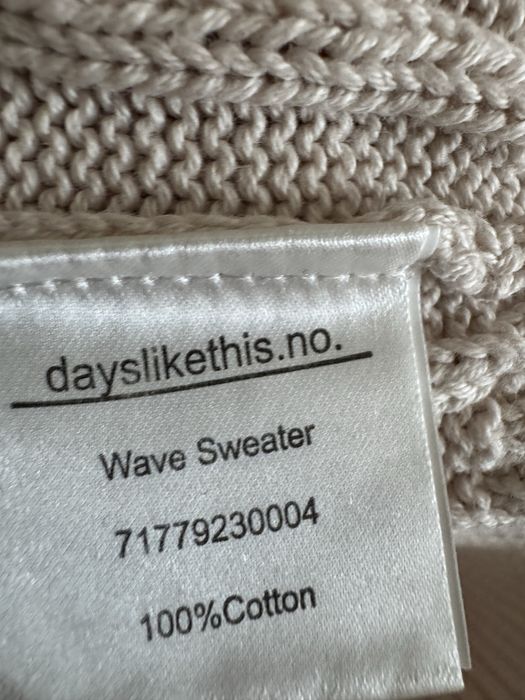 dayslikethis.no.
Wave Sweater
71779230004
100%Cotton